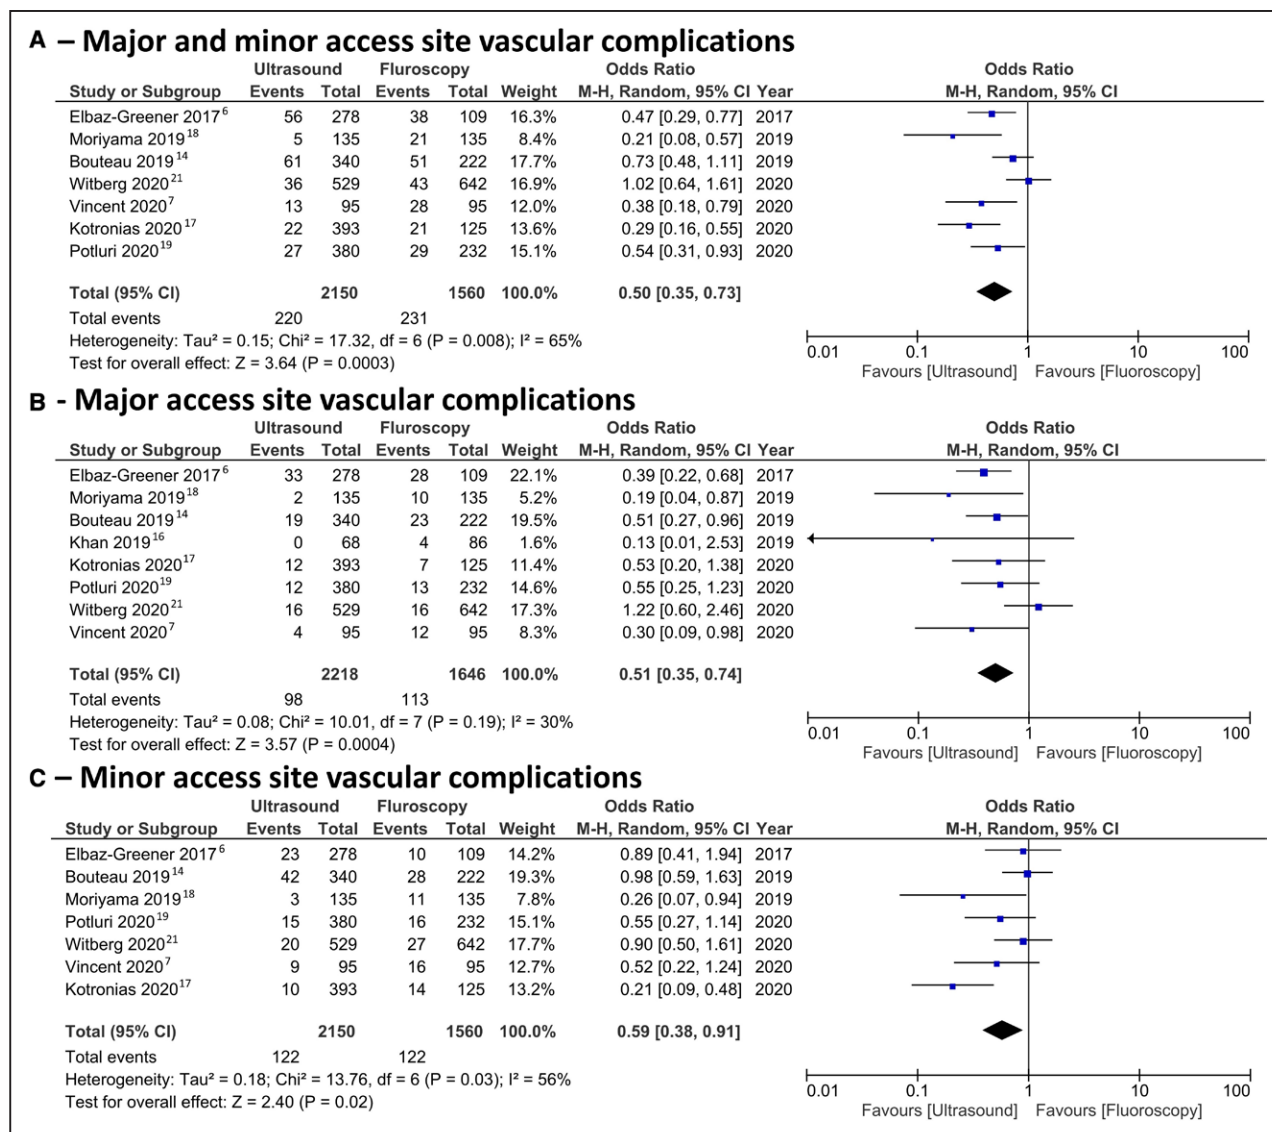 A – Major and minor access site vascular complications
Ultrasound Fluroscopy Odds Ratio Odds Ratio
Study or Subgroup Events Total Events Total Weight M-H, Random, 95% CI Year M-H, Random, 95% CI
Elbaz-Greener 2017⁶ 56 278 38 109 16.3% 0.47 [0.29, 0.77] 2017
Moriyama 2019¹⁸ 5 135 21 135 8.4% 0.21 [0.08, 0.57] 2019
Bouteau 2019¹⁴ 61 340 51 222 17.7% 0.73 [0.48, 1.11] 2019
Witberg 2020²¹ 36 529 43 642 16.9% 1.02 [0.64, 1.61] 2020
Vincent 2020⁷ 13 95 28 95 12.0% 0.38 [0.18, 0.79] 2020
Kotronias 2020¹⁷ 22 393 21 125 13.6% 0.29 [0.16, 0.55] 2020
Potluri 2020¹⁹ 27 380 29 232 15.1% 0.54 [0.31, 0.93] 2020
Total (95% CI) 2150 1560 100.0% 0.50 [0.35, 0.73]
Total events 220 231
Heterogeneity: Tau² = 0.15; Chi² = 17.32, df = 6 (P = 0.008); I² = 65%
Test for overall effect: Z = 3.64 (P = 0.0003)
0.01 0.1 1 10 100
Favours [Ultrasound] Favours [Fluoroscopy]
B - Major access site vascular complications
Ultrasound Fluroscopy Odds Ratio Odds Ratio
Study or Subgroup Events Total Events Total Weight M-H, Random, 95% CI Year M-H, Random, 95% CI
Elbaz-Greener 2017⁶ 33 278 28 109 22.1% 0.39 [0.22, 0.68] 2017
Moriyama 2019¹⁸ 2 135 10 135 5.2% 0.19 [0.04, 0.87] 2019
Bouteau 2019¹⁴ 19 340 23 222 19.5% 0.51 [0.27, 0.96] 2019
Khan 2019¹⁶ 0 68 4 86 1.6% 0.13 [0.01, 2.53] 2019
Kotronias 2020¹⁷ 12 393 7 125 11.4% 0.53 [0.20, 1.38] 2020
Potluri 2020¹⁹ 12 380 13 232 14.6% 0.55 [0.25, 1.23] 2020
Witberg 2020²¹ 16 529 16 642 17.3% 1.22 [0.60, 2.46] 2020
Vincent 2020⁷ 4 95 12 95 8.3% 0.30 [0.09, 0.98] 2020
Total (95% CI) 2218 1646 100.0% 0.51 [0.35, 0.74]
Total events 98 113
Heterogeneity: Tau² = 0.08; Chi² = 10.01, df = 7 (P = 0.19); I² = 30%
Test for overall effect: Z = 3.57 (P = 0.0004)
0.01 0.1 1 10 100
Favours [Ultrasound] Favours [Fluoroscopy]
C – Minor access site vascular complications
Ultrasound Fluroscopy Odds Ratio Odds Ratio
Study or Subgroup Events Total Events Total Weight M-H, Random, 95% CI Year M-H, Random, 95% CI
Elbaz-Greener 2017⁶ 23 278 10 109 14.2% 0.89 [0.41, 1.94] 2017
Bouteau 2019¹⁴ 42 340 28 222 19.3% 0.98 [0.59, 1.63] 2019
Moriyama 2019¹⁸ 3 135 11 135 7.8% 0.26 [0.07, 0.94] 2019
Potluri 2020¹⁹ 15 380 16 232 15.1% 0.55 [0.27, 1.14] 2020
Witberg 2020²¹ 20 529 27 642 17.7% 0.90 [0.50, 1.61] 2020
Vincent 2020⁷ 9 95 16 95 12.7% 0.52 [0.22, 1.24] 2020
Kotronias 2020¹⁷ 10 393 14 125 13.2% 0.21 [0.09, 0.48] 2020
Total (95% CI) 2150 1560 100.0% 0.59 [0.38, 0.91]
Total events 122 122
Heterogeneity: Tau² = 0.18; Chi² = 13.76, df = 6 (P = 0.03); I² = 56%
Test for overall effect: Z = 2.40 (P = 0.02)
0.01 0.1 1 10 100
Favours [Ultrasound] Favours [Fluoroscopy]